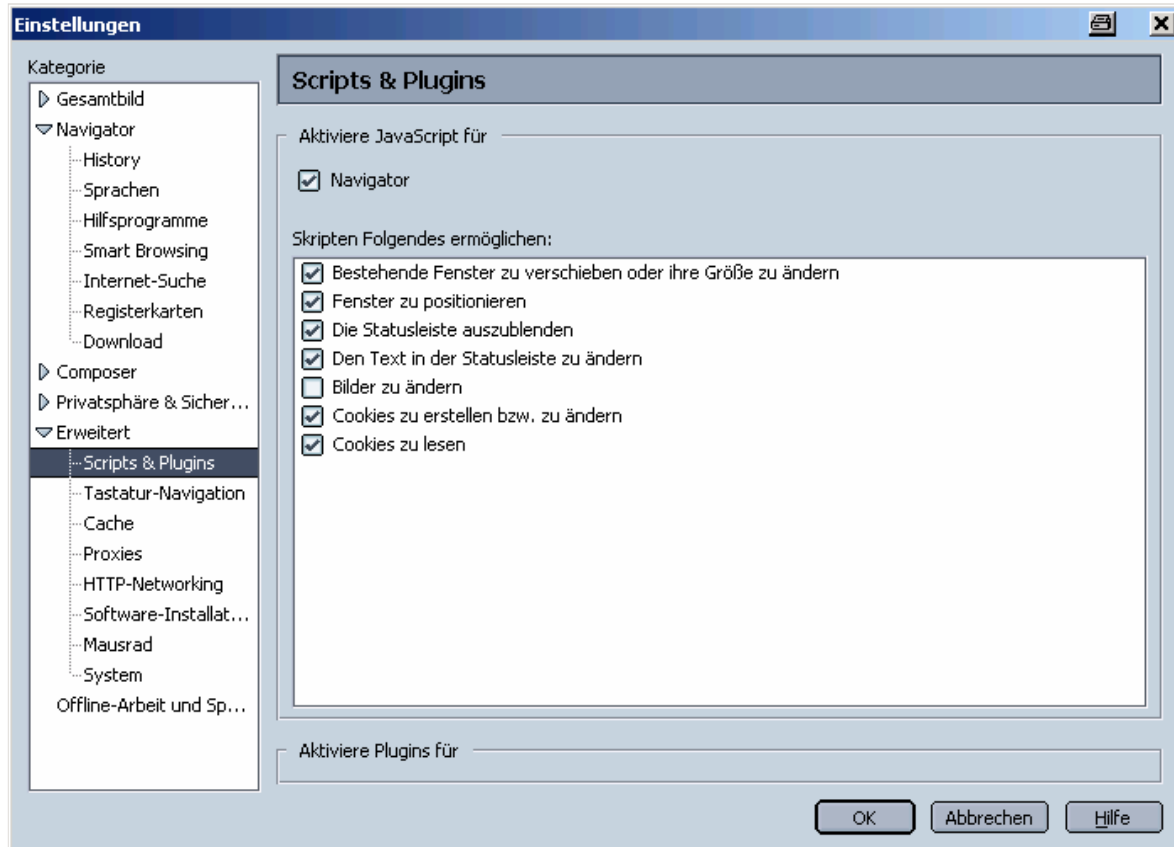 Einstellungen
Kategorie
Gesamtbild
Navigator
History
Sprachen
Hilfsprogramme
Smart Browsing
Internet-Suche
Registerkarten
Download
Composer
Privatsphäre & Sicher...
Erweitert
Scripts & Plugins
Tastatur-Navigation
Cache
Proxies
HTTP-Networking
Software-Installat...
Mausrad
System
Offline-Arbeit und Sp...
Scripts & Plugins
Aktiviere JavaScript für
Navigator
Skripten Folgendes ermöglichen:
Bestehende Fenster zu verschieben oder ihre Größe zu ändern
Fenster zu positionieren
Die Statusleiste auszublenden
Den Text in der Statusleiste zu ändern
Bilder zu ändern
Cookies zu erstellen bzw. zu ändern
Cookies zu lesen
Aktiviere Plugins für
OK
Abbrechen
Hilfe